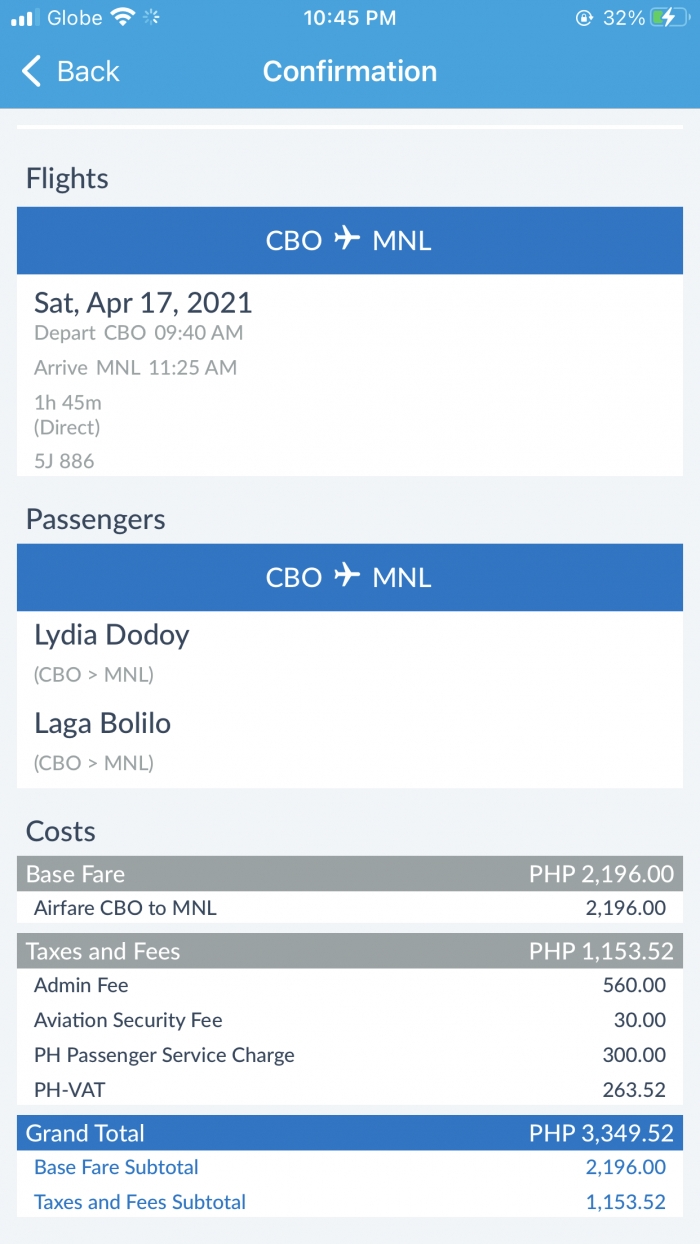 Globe 10:45 PM 32%
Back Confirmation
Flights
CBO MNL
Sat, Apr 17, 2021
Depart CBO 09:40 AM
Arrive MNL 11:25 AM
1h 45m
(Direct)
5J 886
Passengers
CBO MNL
Lydia Dodoy
(CBO > MNL)
Laga Bolilo
(CBO > MNL)
Costs
Base Fare PHP 2,196.00
Airfare CBO to MNL 2,196.00
Taxes and Fees PHP 1,153.52
Admin Fee 560.00
Aviation Security Fee 30.00
PH Passenger Service Charge 300.00
PH-VAT 263.52
Grand Total PHP 3,349.52
Base Fare Subtotal 2,196.00
Taxes and Fees Subtotal 1,153.52